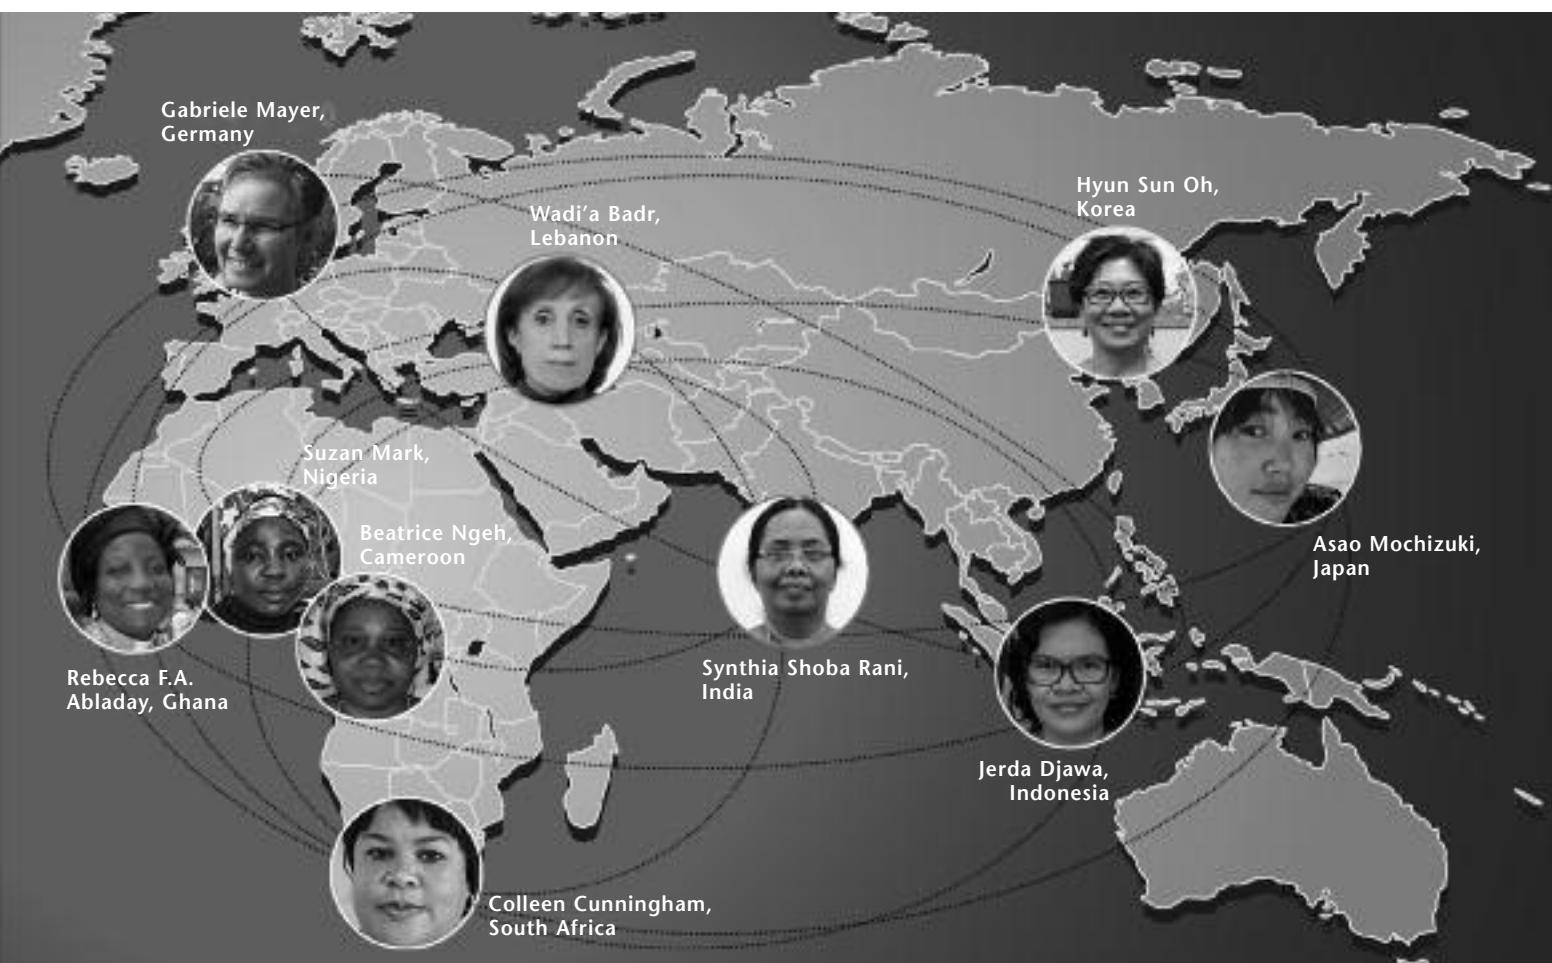 Gabriele Mayer,
Germany
Hyun Sun Oh,
Korea
Wadi’a Badr,
Lebanon
Suzan Mark,
Nigeria
Beatrice Ngeh,
Cameroon
Asao Mochizuki,
Japan
Rebecca F.A.
Abladay, Ghana
Synthia Shoba Rani,
India
Jerda Djawa,
Indonesia
Colleen Cunningham,
South Africa